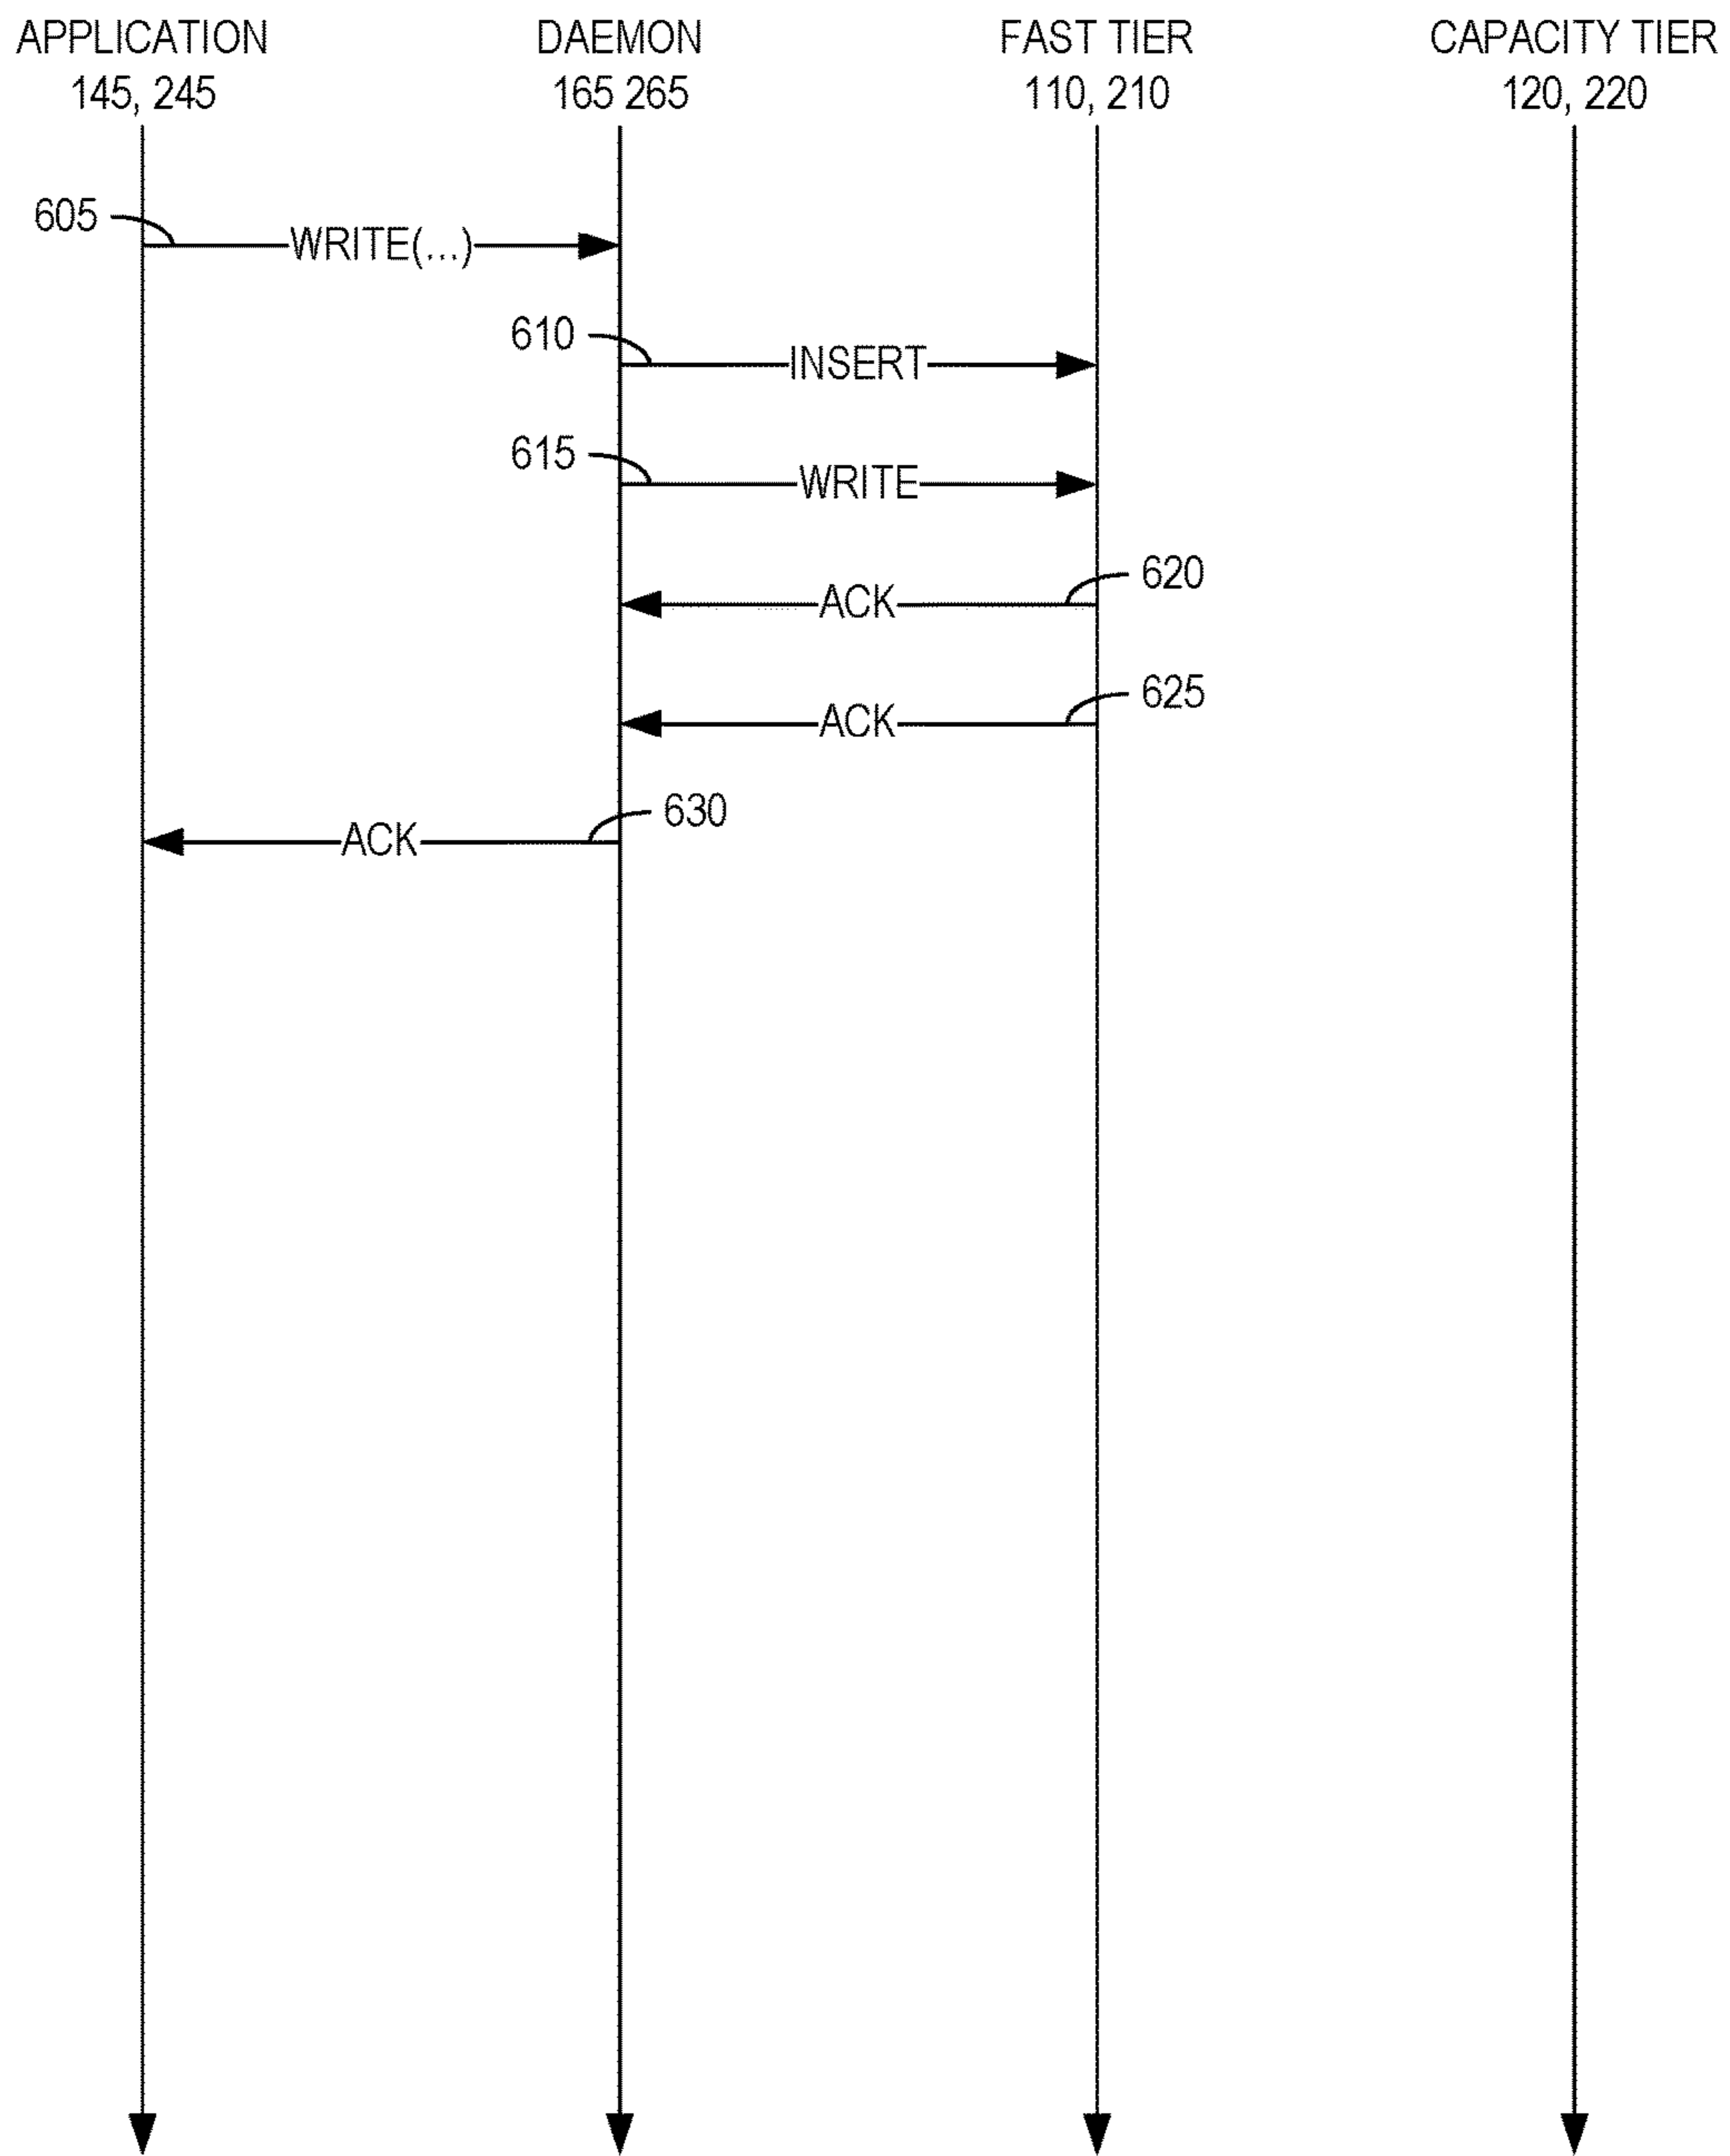 APPLICATION
145, 245
DAEMON
165 265
FAST TIER
110, 210
CAPACITY TIER
120, 220
605
WRITE(...)
610
INSERT
615
WRITE
620
ACK
625
ACK
630
ACK